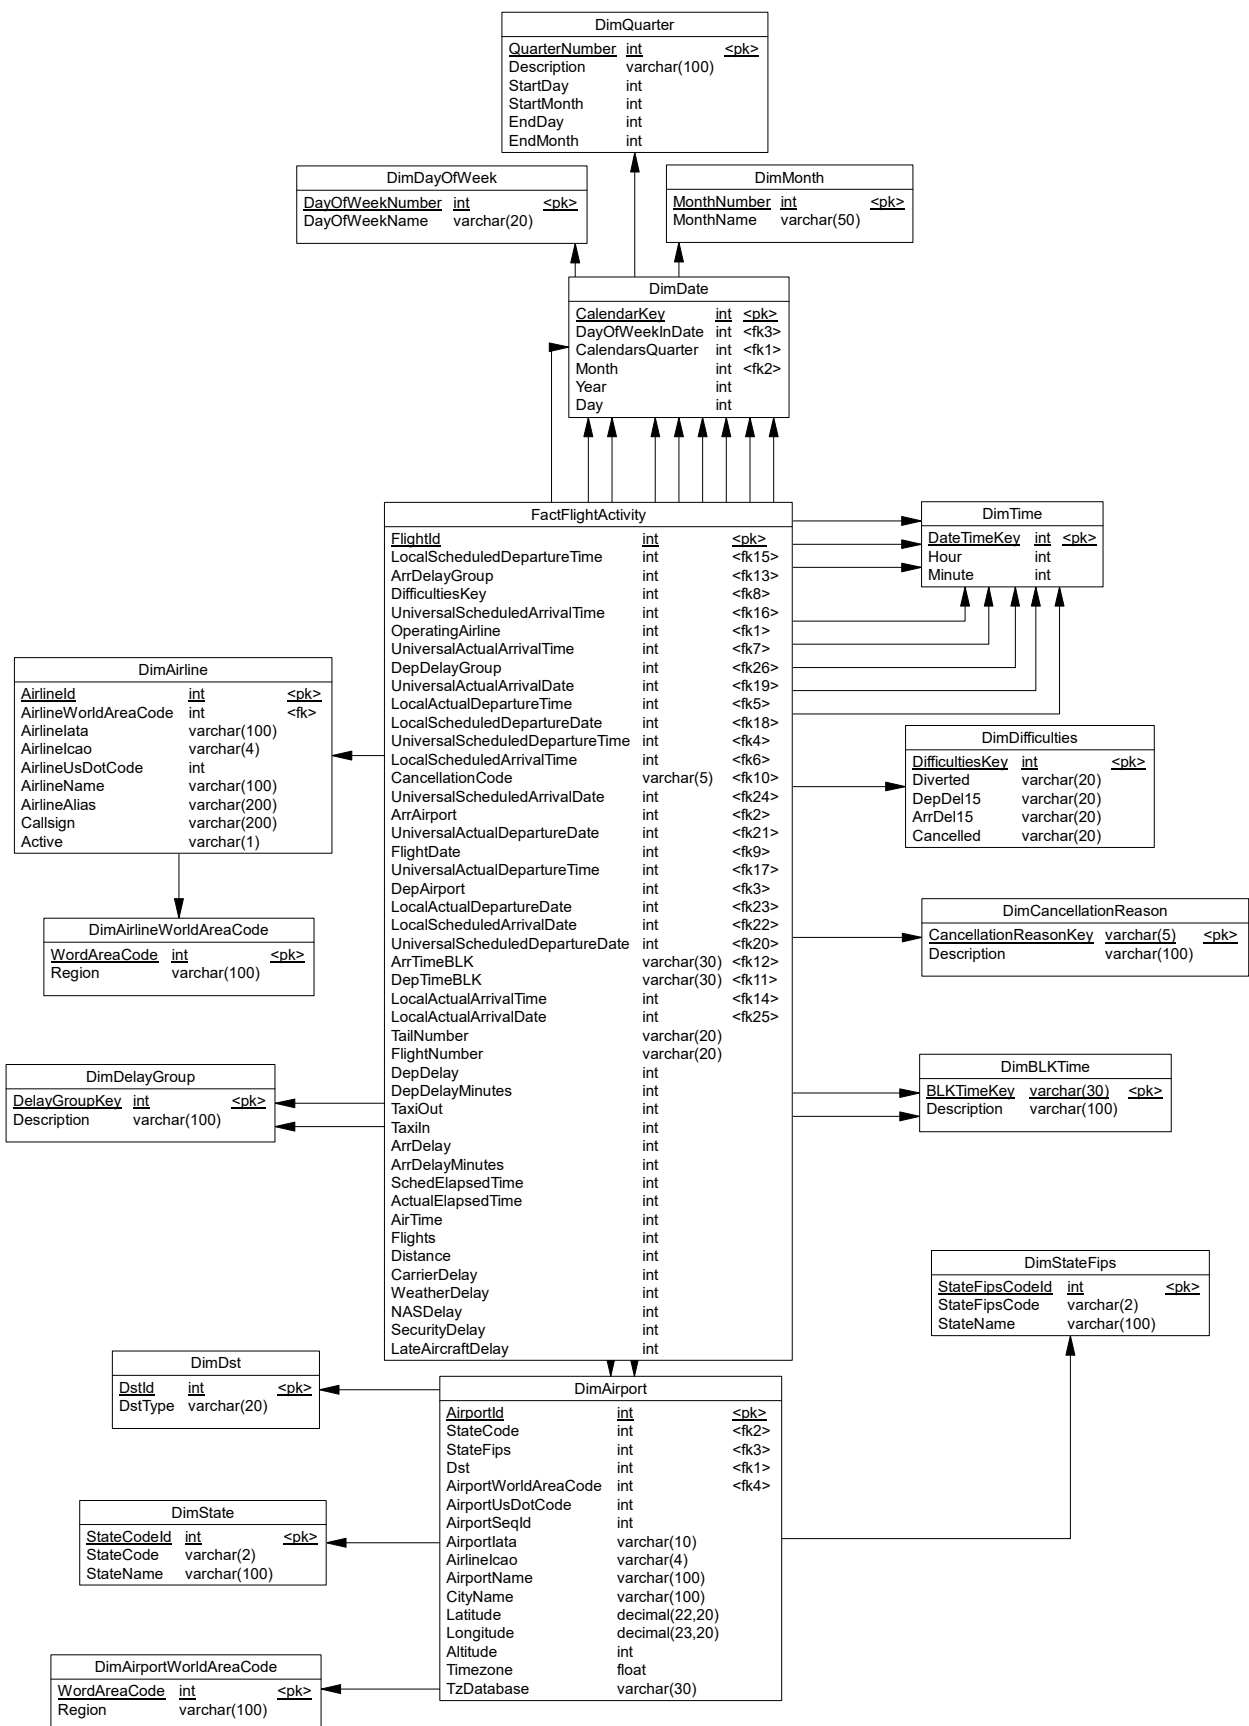 DimQuarter
QuarterNumber int <pk>
Description varchar(100)
StartDay int
StartMonth int
EndDay int
EndMonth int
DimDayOfWeek
DayOfWeekNumber int <pk>
DayOfWeekName varchar(20)
DimMonth
MonthNumber int <pk>
MonthName varchar(50)
DimDate
CalendarKey int <pk>
DayOfWeekInDate int <fk3>
CalendarsQuarter int <fk1>
Month int <fk2>
Year int
Day int
FactFlightActivity
FlightId int <pk>
LocalScheduledDepartureTime int <fk15>
ArrDelayGroup int <fk13>
DifficultiesKey int <fk8>
UniversalScheduledArrivalTime int <fk16>
OperatingAirline int <fk1>
UniversalActualArrivalTime int <fk7>
DepDelayGroup int <fk26>
UniversalActualArrivalDate int <fk19>
LocalActualDepartureTime int <fk5>
LocalScheduledDepartureDate int <fk18>
UniversalScheduledDepartureTime int <fk4>
LocalScheduledArrivalTime int <fk6>
CancellationCode varchar(5) <fk10>
UniversalScheduledArrivalDate int <fk24>
ArrAirport int <fk2>
UniversalActualDepartureDate int <fk21>
FlightDate int <fk9>
UniversalActualDepartureTime int <fk17>
DepAirport int <fk3>
LocalActualDepartureDate int <fk23>
LocalScheduledArrivalDate int <fk22>
UniversalScheduledDepartureDate int <fk20>
ArrTimeBLK varchar(30) <fk12>
DepTimeBLK varchar(30) <fk11>
LocalActualArrivalTime int <fk14>
LocalActualArrivalDate int <fk25>
TailNumber varchar(20)
FlightNumber varchar(20)
DepDelay int
DepDelayMinutes int
TaxiOut int
TaxiIn int
ArrDelay int
ArrDelayMinutes int
SchedElapsedTime int
ActualElapsedTime int
AirTime int
Flights int
Distance int
CarrierDelay int
WeatherDelay int
NASDelay int
SecurityDelay int
LateAircraftDelay int
DimTime
DateTimeKey int <pk>
Hour int
Minute int
DimAirline
AirlineId int <pk>
AirlineWorldAreaCode int <fk>
AirlineIata varchar(100)
AirlineIcao varchar(4)
AirlineUsDotCode int
AirlineName varchar(100)
AirlineAlias varchar(200)
Callsign varchar(200)
Active varchar(1)
DimDifficulties
DifficultiesKey int <pk>
Diverted varchar(20)
DepDel15 varchar(20)
ArrDel15 varchar(20)
Cancelled varchar(20)
DimAirlineWorldAreaCode
WordAreaCode int <pk>
Region varchar(100)
DimCancellationReason
CancellationReasonKey varchar(5) <pk>
Description varchar(100)
DimDelayGroup
DelayGroupKey int <pk>
Description varchar(100)
DimBLKTime
BLKTimeKey varchar(30) <pk>
Description varchar(100)
DimStateFips
StateFipsCodeId int <pk>
StateFipsCode varchar(2)
StateName varchar(100)
DimDst
DstId int <pk>
DstType varchar(20)
DimAirport
AirportId int <pk>
StateCode int <fk2>
StateFips int <fk3>
Dst int <fk1>
AirportWorldAreaCode int <fk4>
AirportUsDotCode int
AirportSeqId int
AirportIata varchar(10)
AirlineIcao varchar(4)
AirportName varchar(100)
CityName varchar(100)
Latitude decimal(22,20)
Longitude decimal(23,20)
Altitude int
Timezone float
TzDatabase varchar(30)
DimState
StateCodeId int <pk>
StateCode varchar(2)
StateName varchar(100)
DimAirportWorldAreaCode
WordAreaCode int <pk>
Region varchar(100)